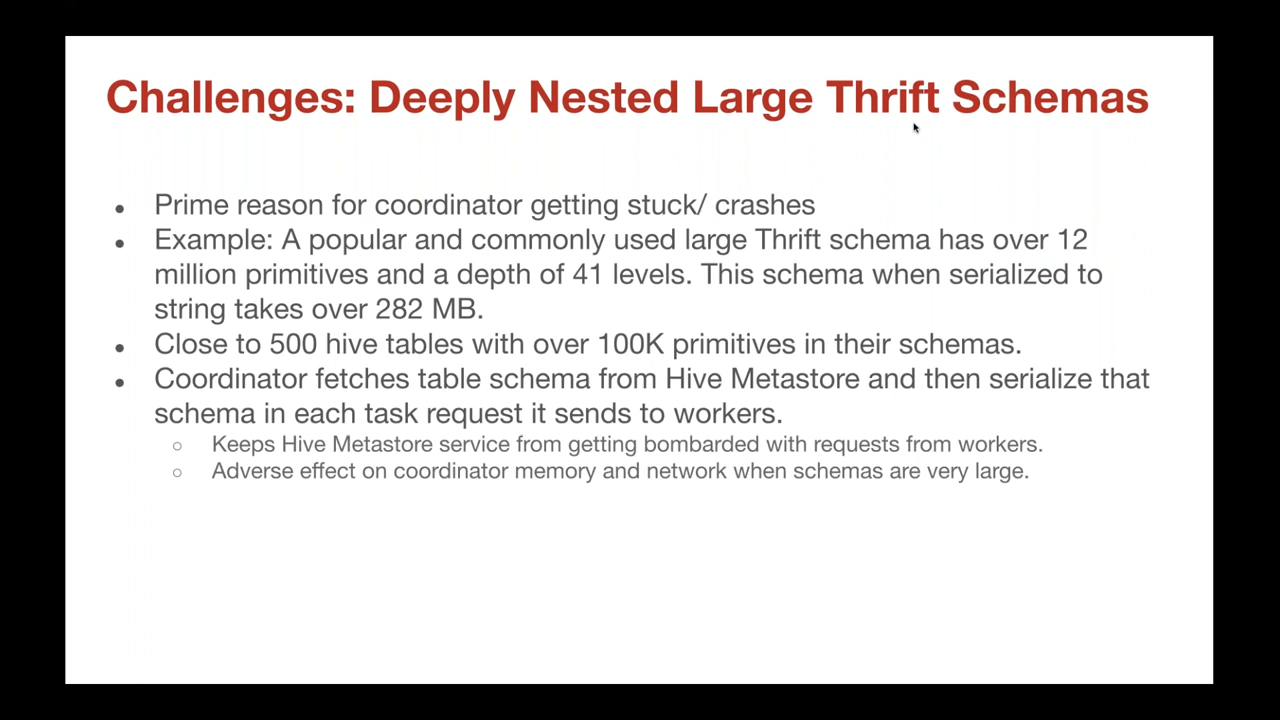 Challenges: Deeply Nested Large Thrift Schemas
● Prime reason for coordinator getting stuck/ crashes
● Example: A popular and commonly used large Thrift schema has over 12
million primitives and a depth of 41 levels. This schema when serialized to
string takes over 282 MB.
● Close to 500 hive tables with over 100K primitives in their schemas.
● Coordinator fetches table schema from Hive Metastore and then serialize that
schema in each task request it sends to workers.
○ Keeps Hive Metastore service from getting bombarded with requests from workers.
○ Adverse effect on coordinator memory and network when schemas are very large.